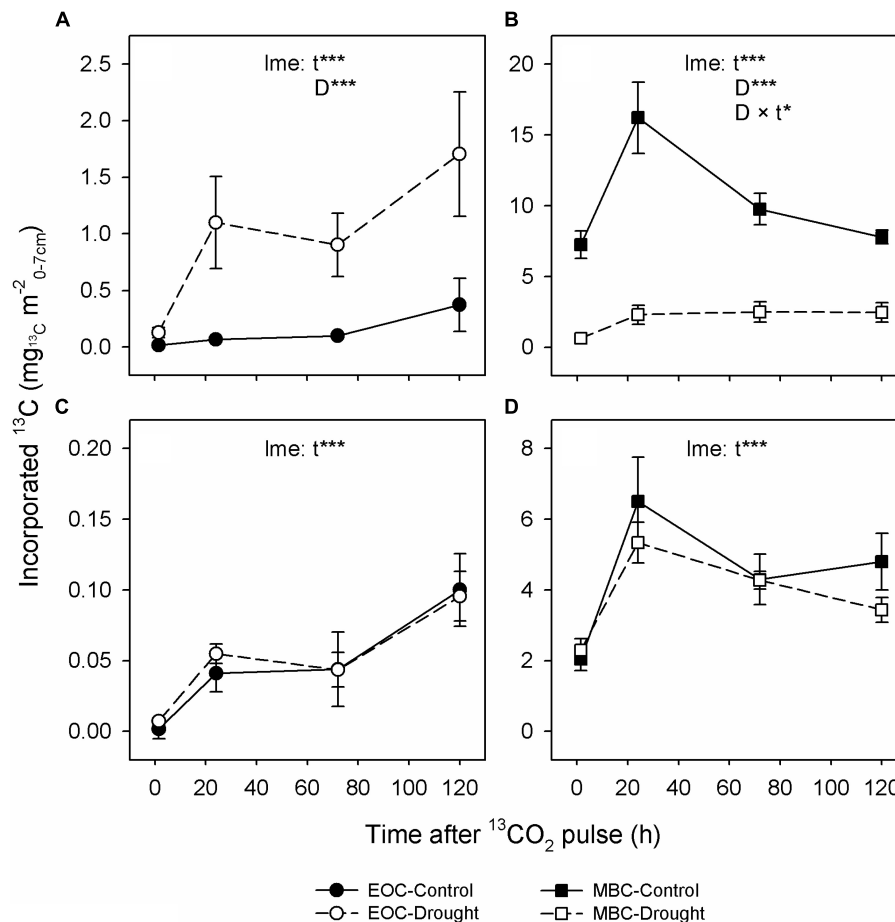 A
B
lme: t***
D***
lme: t***
D***
D × t*
2.5
2.0
1.5
1.0
0.5
0.0
20
15
10
5
0
C
D
lme: t***
lme: t***
0.20
0.15
0.10
0.05
0.00
8
6
4
2
0
0 20 40 60 80 100 120
0 20 40 60 80 100 120
Incorporated ¹³C (mg₁₃C m⁻² 0-7cm)
Time after ¹³CO₂ pulse (h)
EOC-Control
MBC-Control
EOC-Drought
MBC-Drought